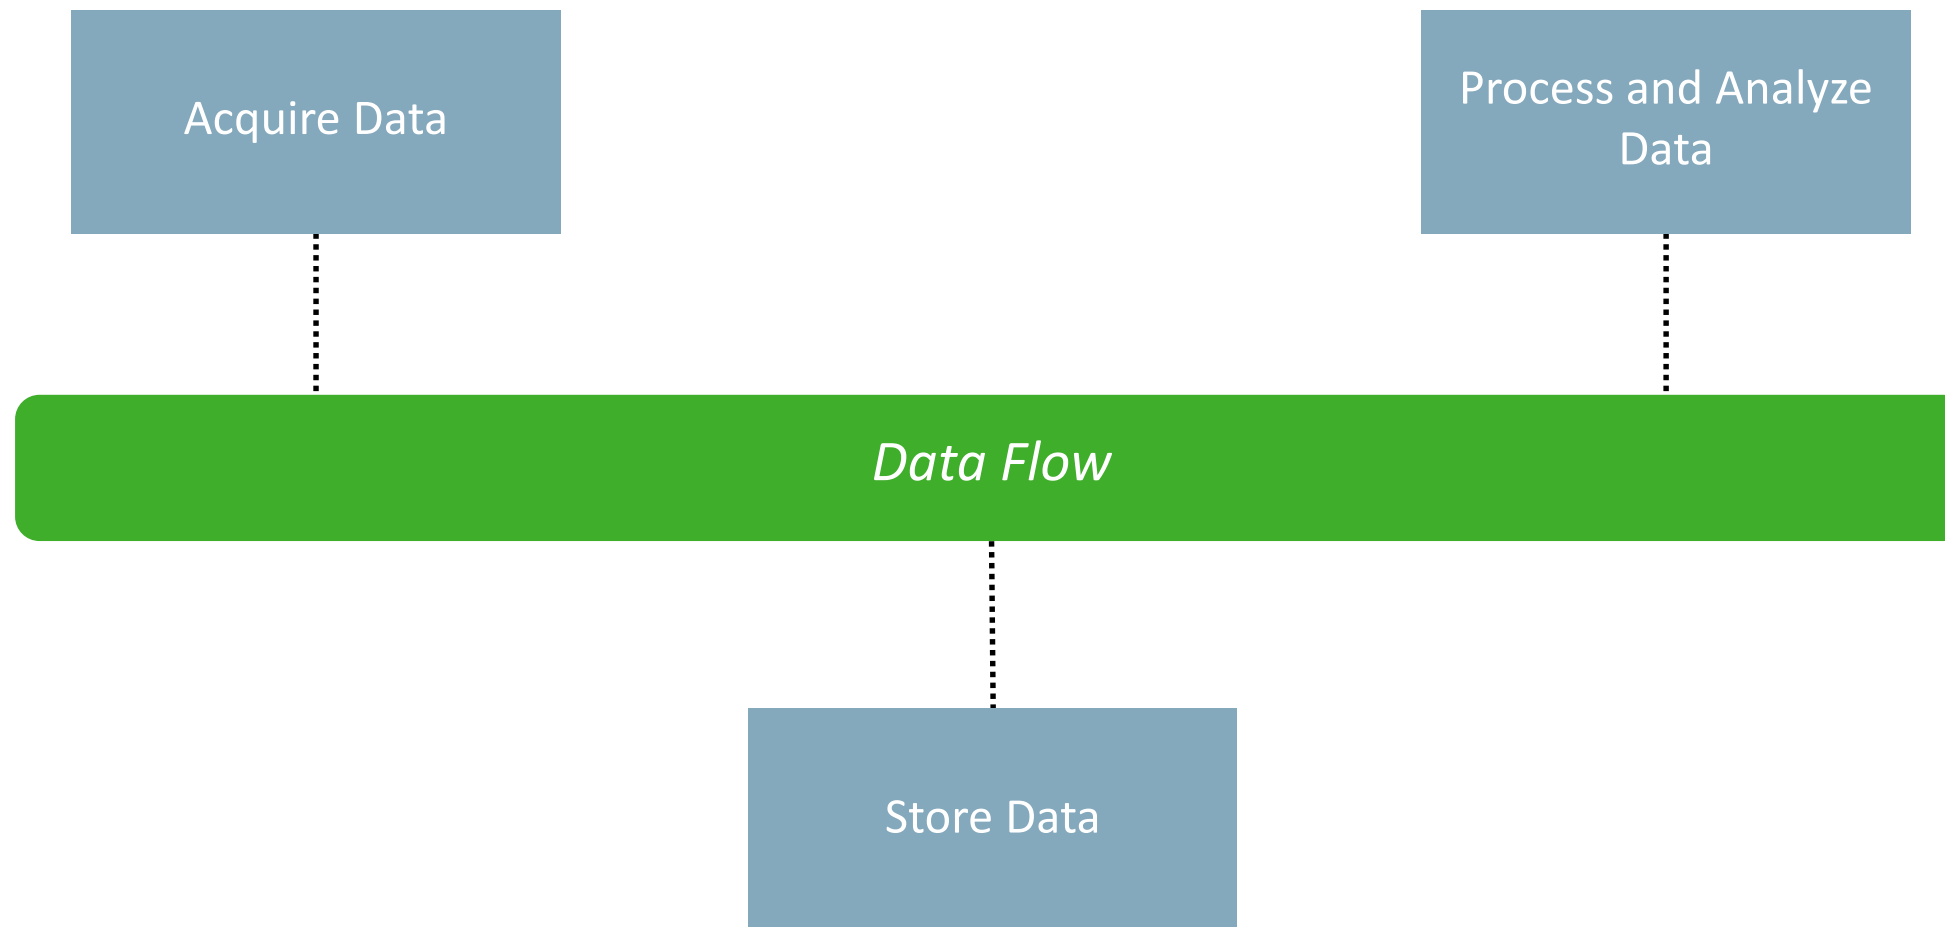 Acquire Data
Process and Analyze
Data
Data Flow
Store Data